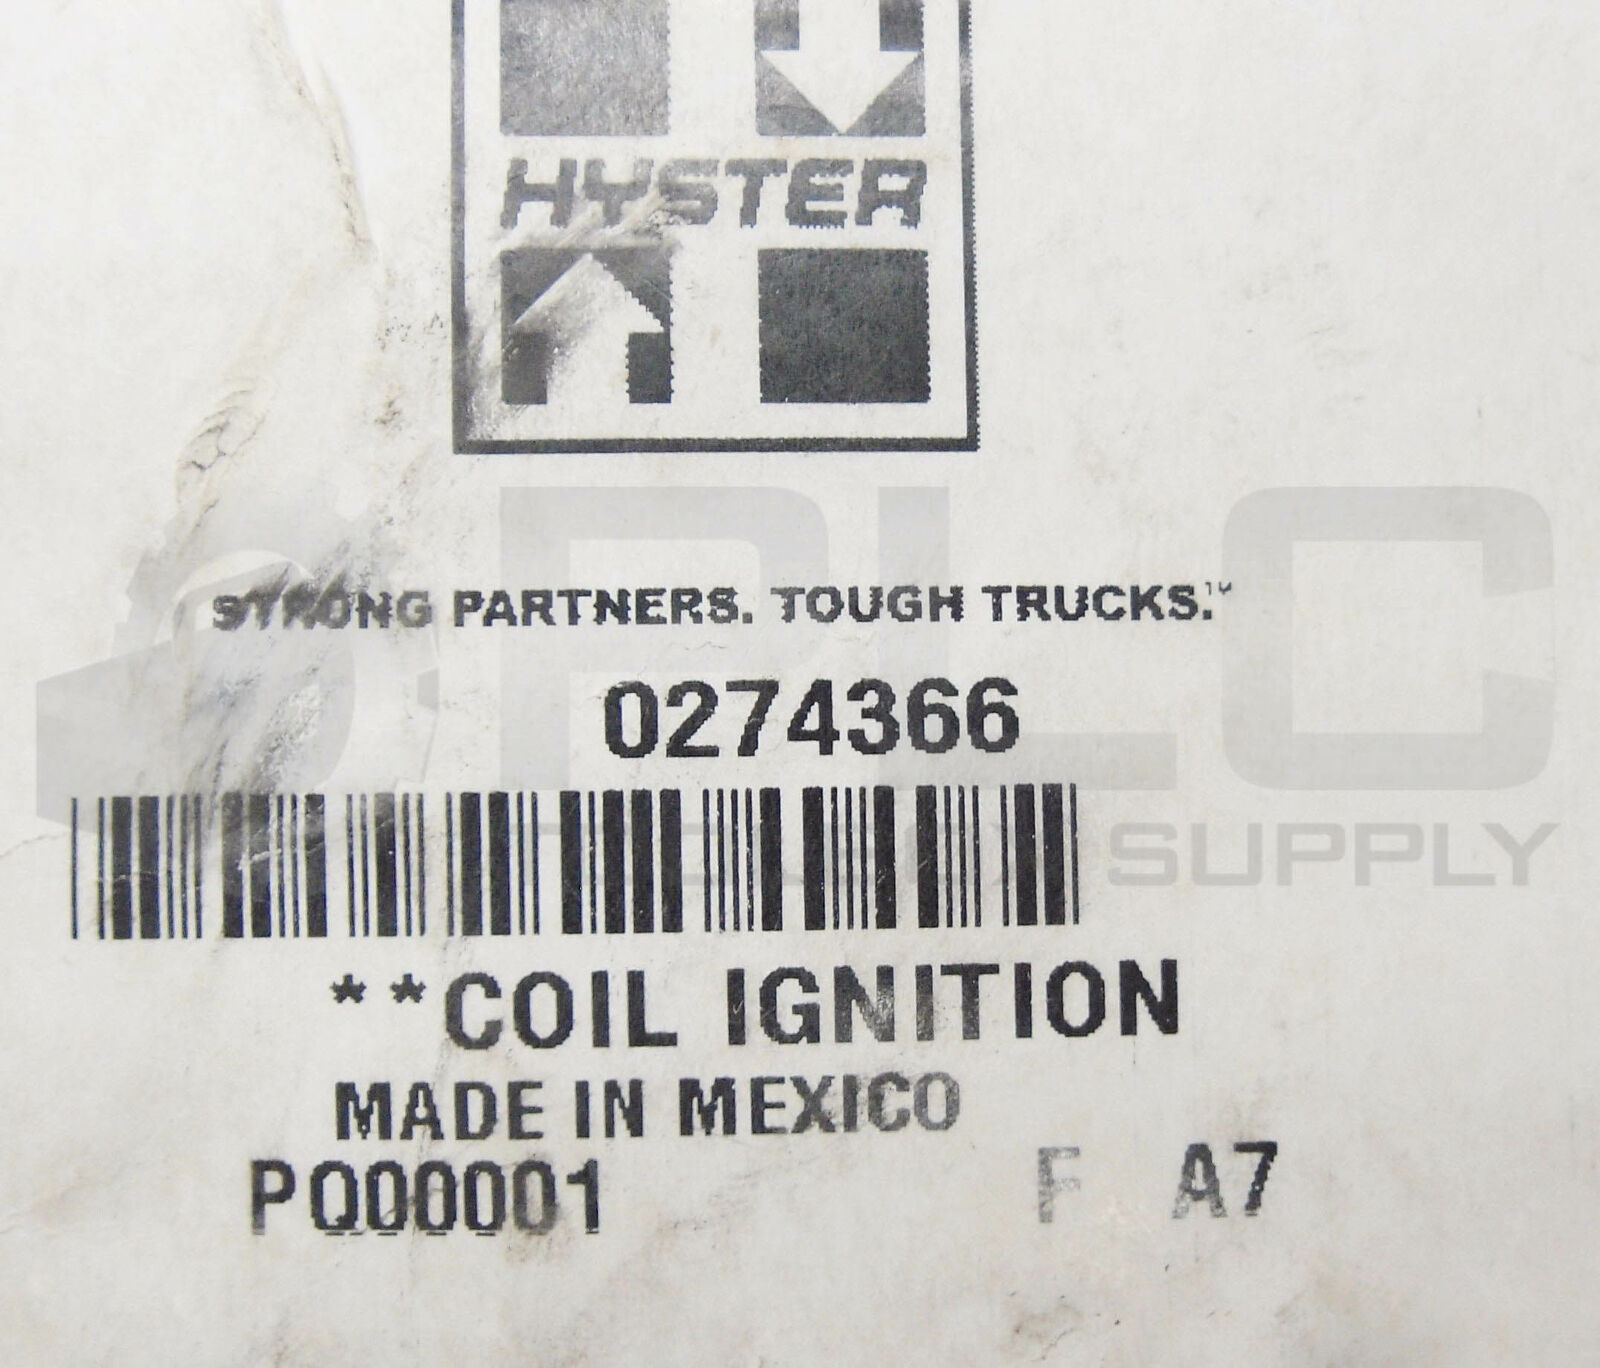 HYSTER
STRONG PARTNERS. TOUGH TRUCKS.™
0274366
**COIL IGNITION
MADE IN MEXICO
PQ00001 F A7
PLC
SUPPLY